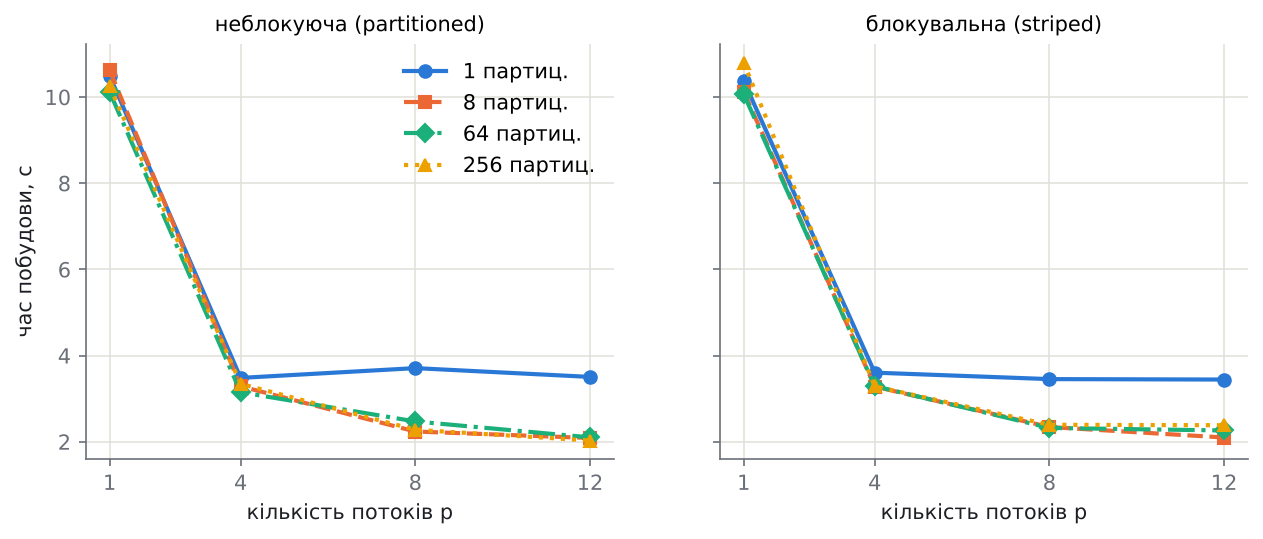 неблокуюча (partitioned)
блокувальна (striped)
час побудови, с
10
8
6
4
2
1 партиц.
8 партиц.
64 партиц.
256 партиц.
1 4 8 12
1 4 8 12
кількість потоків p
кількість потоків p